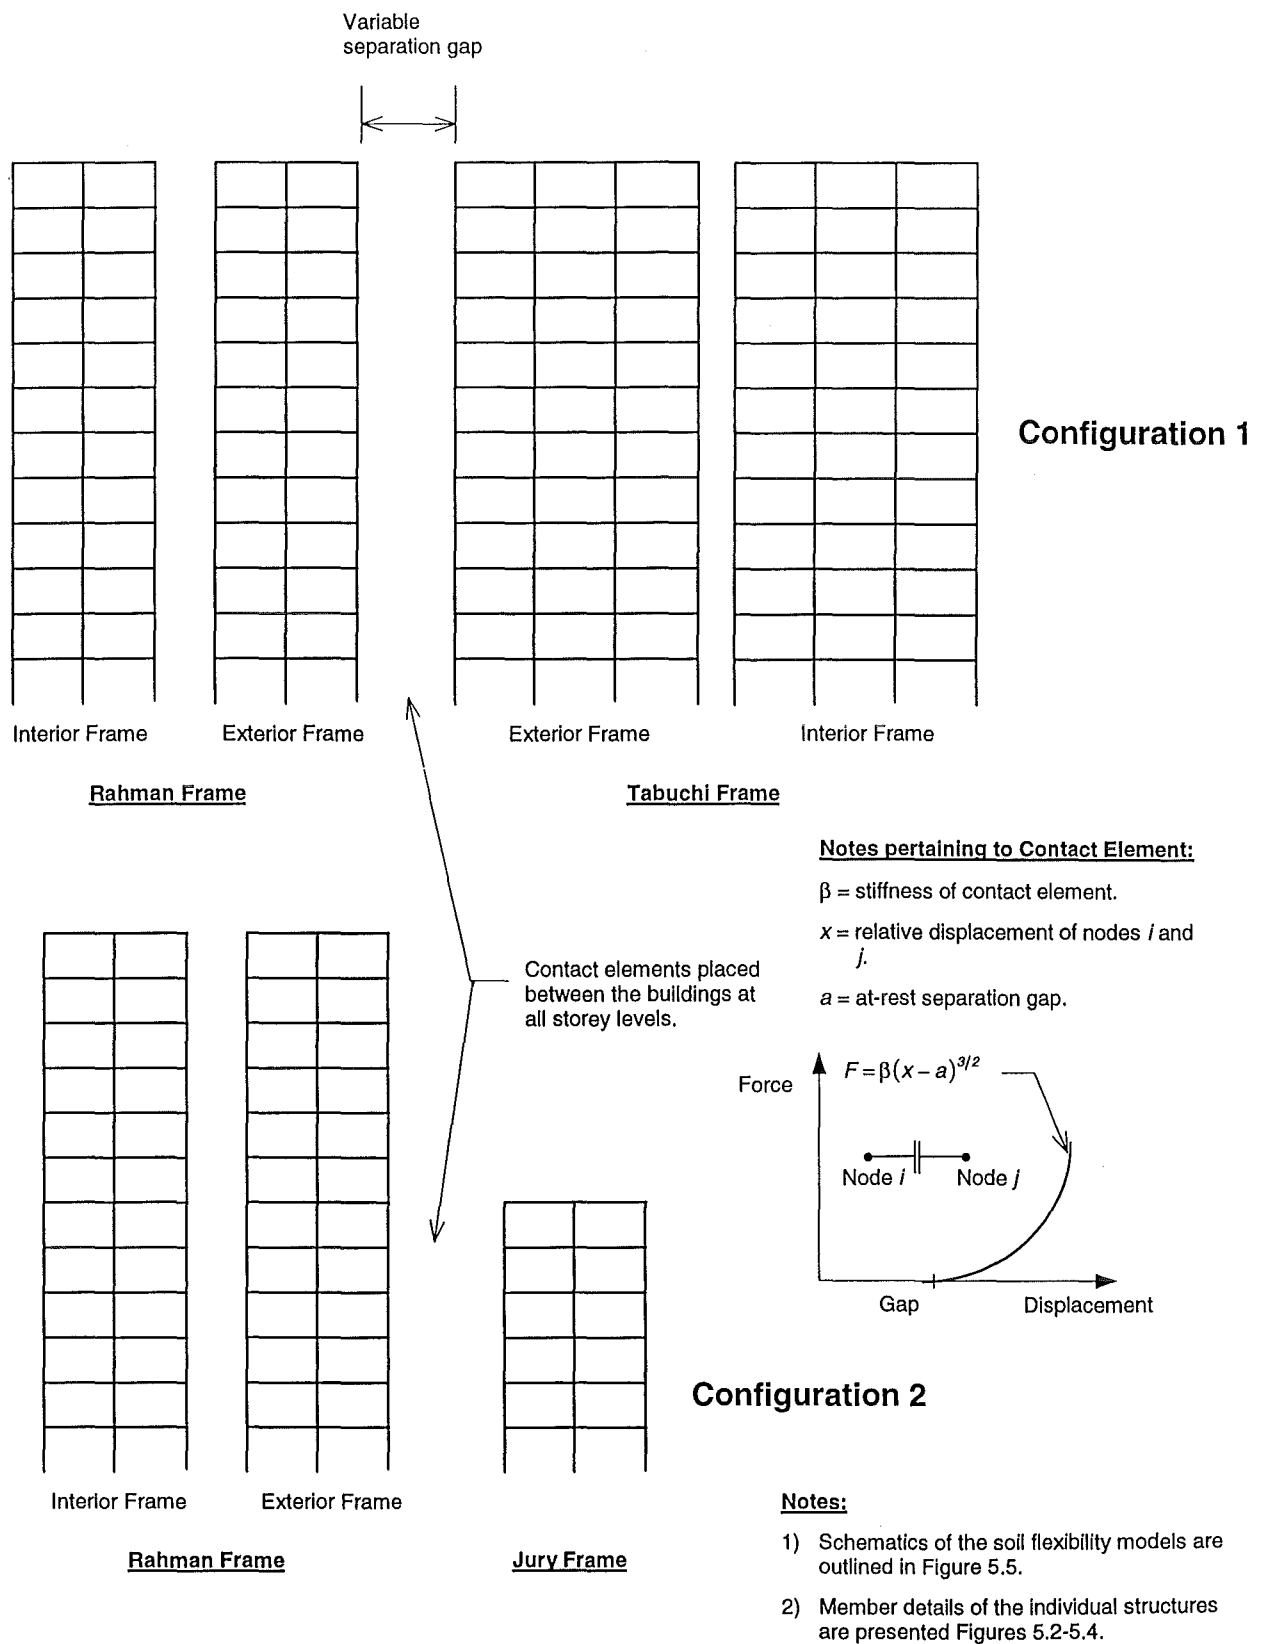 Variable
separation gap
Configuration 1
Interior Frame
Exterior Frame
Exterior Frame
Interior Frame
Rahman Frame
Tabuchi Frame
Notes pertaining to Contact Element:
β = stiffness of contact element.
x = relative displacement of nodes i and
j.
a = at-rest separation gap.
Contact elements placed
between the buildings at
all storey levels.
Force
F = β(x − a)^3/2
Node i
Node j
Gap
Displacement
Configuration 2
Interior Frame
Exterior Frame
Rahman Frame
Jury Frame
Notes:
1) Schematics of the soil flexibility models are
outlined in Figure 5.5.
2) Member details of the individual structures
are presented Figures 5.2-5.4.